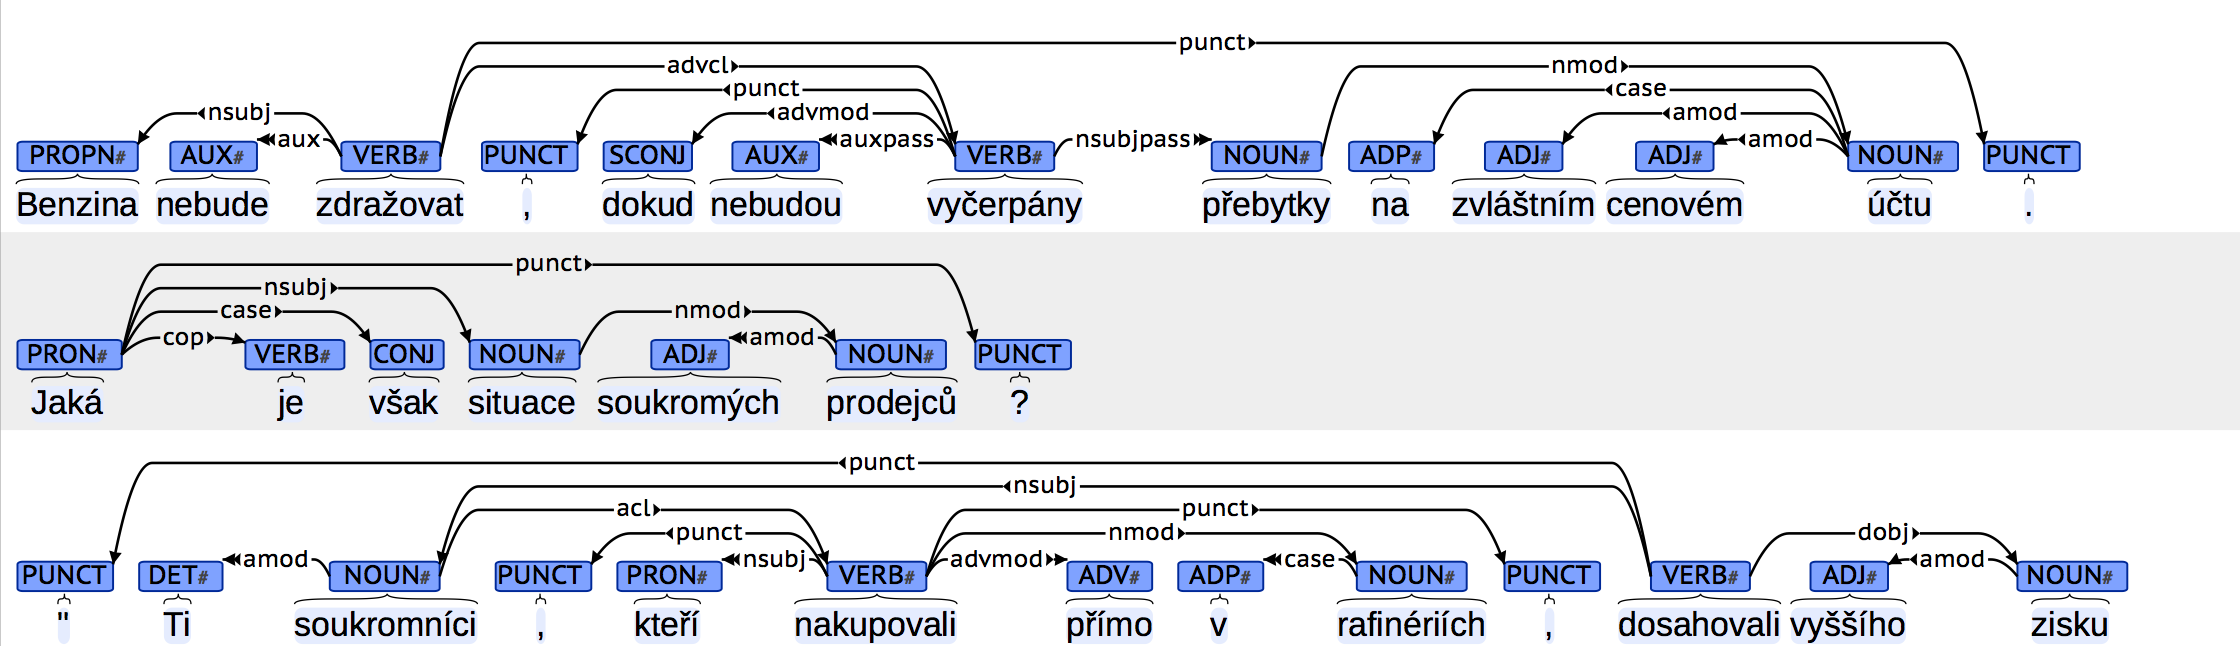 punct
advcl nmod
punct case
nsubj advmod amod
aux auxpass nsubjpass amod
PROPN# AUX# VERB# PUNCT SCONJ AUX# VERB# NOUN# ADP# ADJ# ADJ# NOUN# PUNCT
Benzina nebude zdražovat , dokud nebudou vyčerpány přebytky na zvláštním cenovém účtu .
punct
nsubj
case nmod
cop amod
PRON# VERB# CONJ NOUN# ADJ# NOUN# PUNCT
Jaká je však situace soukromých prodejců ?
punct
nsubj
acl punct
punct nmod dobj
amod nsubj advmod case amod
PUNCT DET# NOUN# PUNCT PRON# VERB# ADV# ADP# NOUN# PUNCT VERB# ADJ# NOUN#
" Ti soukromníci , kteří nakupovali přímo v rafinériích , dosahovali vyššího zisku